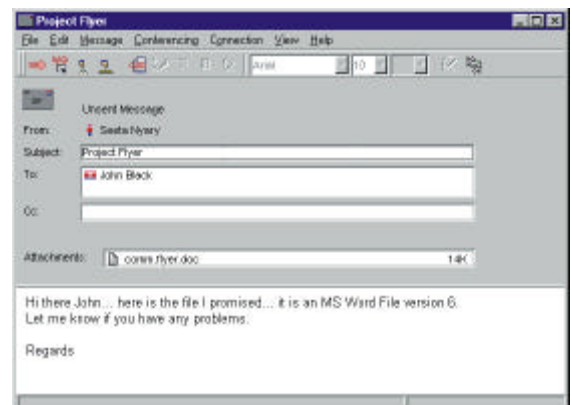 Project Flyer
File Edit Message Conferencing Connection View Help
Arial 10
Unsent Message
From:
Subject: Project Flyer
To: John Black
Cc:
Attachments: comm.flyer.doc 14K
Hi there John... here is the file I promised... it is an MS Word File version 6.
Let me know if you have any problems.
Regards